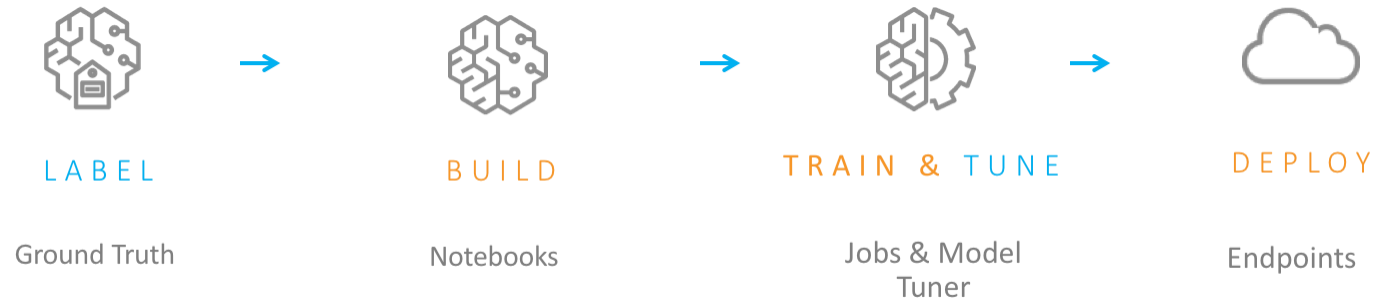 LABEL
Ground Truth
BUILD
Notebooks
TRAIN & TUNE
Jobs & Model
Tuner
DEPLOY
Endpoints